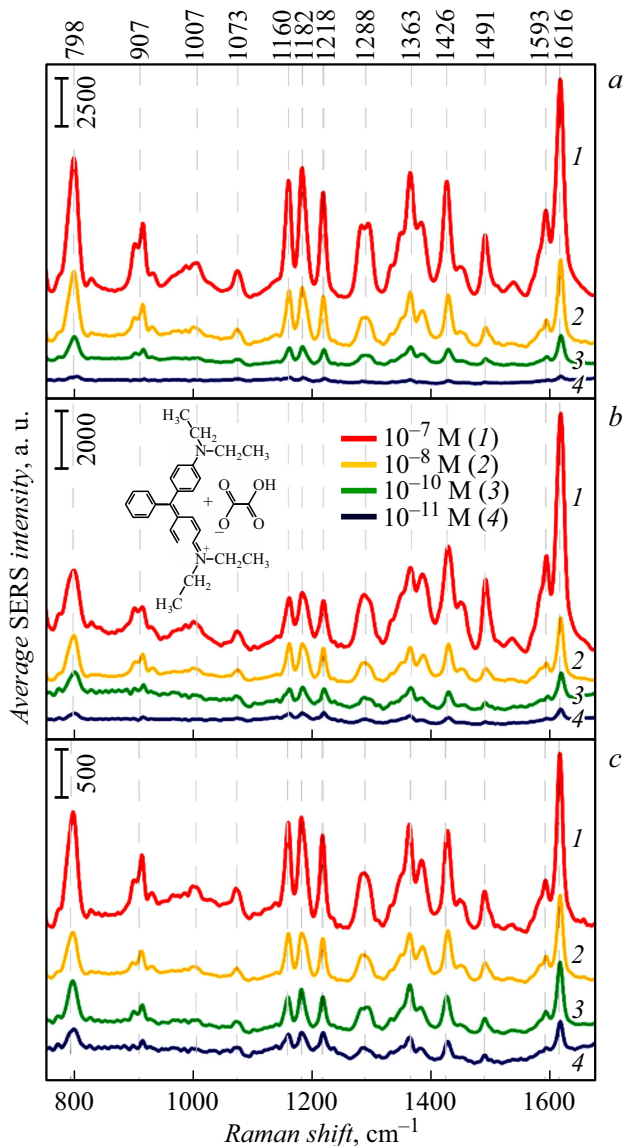 798 907 1007 1073 1160 1182 1218 1288 1363 1426 1491 1593 1616
a
2500
1
2
3
4
b
2000
H₃C
CH₂
N—CH₂CH₃
+
OH
O
−
O
O
N⁺—CH₂CH₃
CH₂
H₃C
10⁻⁷ M (1)
10⁻⁸ M (2)
10⁻¹⁰ M (3)
10⁻¹¹ M (4)
1
2
3
4
c
500
1
2
3
4
Average SERS intensity, a. u.
800 1000 1200 1400 1600
Raman shift, cm⁻¹